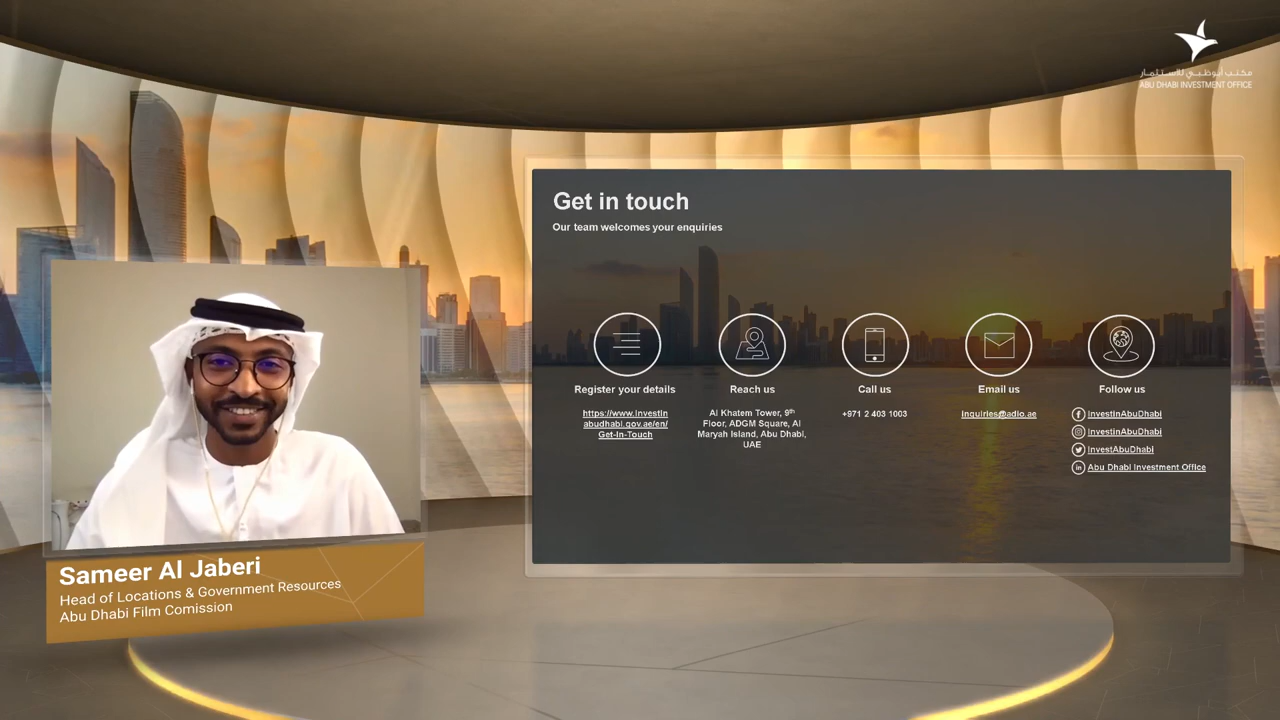 مكتب أبوظبي للاستثمار
ABU DHABI INVESTMENT OFFICE
Get in touch
Our team welcomes your enquiries
Register your details
https://www.investin
abudhabi.gov.ae/en/
Get-In-Touch
Reach us
Al Khatem Tower, 9th
Floor, ADGM Square, Al
Maryah Island, Abu Dhabi,
UAE
Call us
+971 2 403 1003
Email us
inquiries@adio.ae
Follow us
InvestinAbuDhabi
InvestinAbuDhabi
InvestAbuDhabi
Abu Dhabi Investment Office
Sameer Al Jaberi
Head of Locations & Government Resources
Abu Dhabi Film Comission